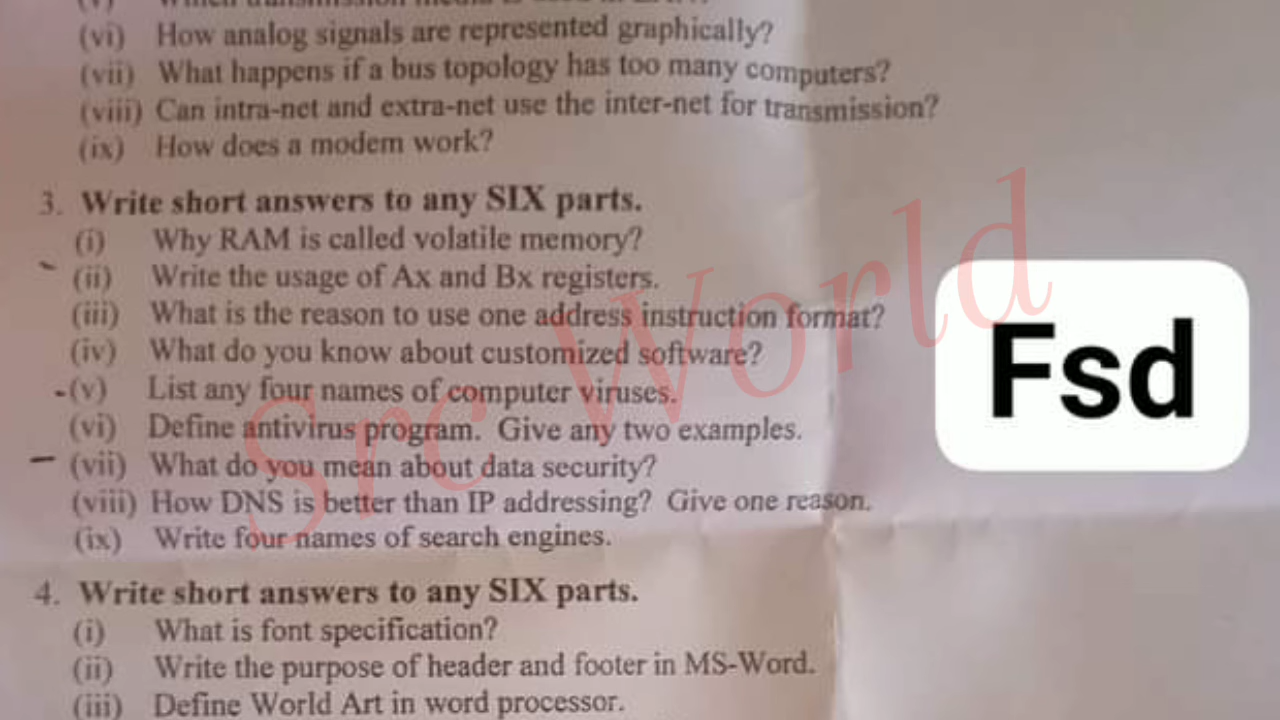 (vi) How analog signals are represented graphically?
(vii) What happens if a bus topology has too many computers?
(viii) Can intra-net and extra-net use the inter-net for transmission?
(ix) How does a modem work?
3. Write short answers to any SIX parts.
(i) Why RAM is called volatile memory?
(ii) Write the usage of Ax and Bx registers.
(iii) What is the reason to use one address instruction format?
(iv) What do you know about customized software?
(v) List any four names of computer viruses.
(vi) Define antivirus program. Give any two examples.
(vii) What do you mean about data security?
(viii) How DNS is better than IP addressing? Give one reason.
(ix) Write four names of search engines.
4. Write short answers to any SIX parts.
(i) What is font specification?
(ii) Write the purpose of header and footer in MS-Word.
(iii) Define World Art in word processor.
Src World
Fsd